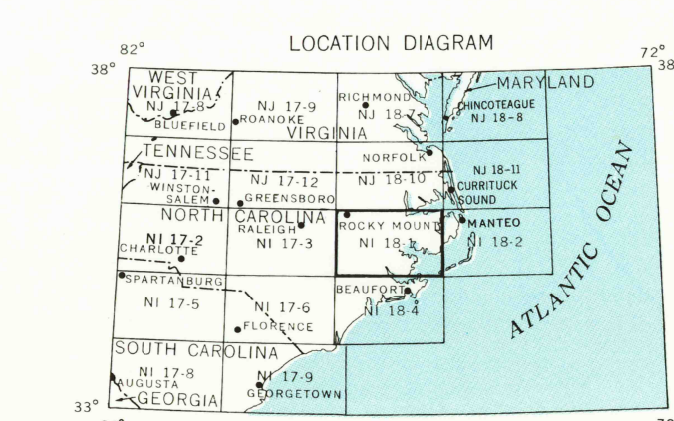 LOCATION DIAGRAM
82°
72°
38°
38
WEST
VIRGINIA
NJ 17-8
BLUEFIELD
NJ 17-9
ROANOKE
VIRGINIA
RICHMOND
NJ 18-7
MARYLAND
CHINCOTEAGUE
NJ 18-8
TENNESSEE
NJ 17-11
WINSTON-
SALEM
NJ 17-12
GREENSBORO
NORFOLK
NJ 18-10
NJ 18-11
CURRITUCK
SOUND
NORTH CAROLINA
NI 17-2
CHARLOTTE
RALEIGH
NI 17-3
ROCKY MOUNT
NI 18-1
MANTEO
NI 18-2
ATLANTIC OCEAN
SPARTANBURG
NI 17-5
NI 17-6
FLORENCE
BEAUFORT
NI 18-4
SOUTH CAROLINA
NI 17-8
AUGUSTA
GEORGIA
NI 17-9
GEORGETOWN
33°